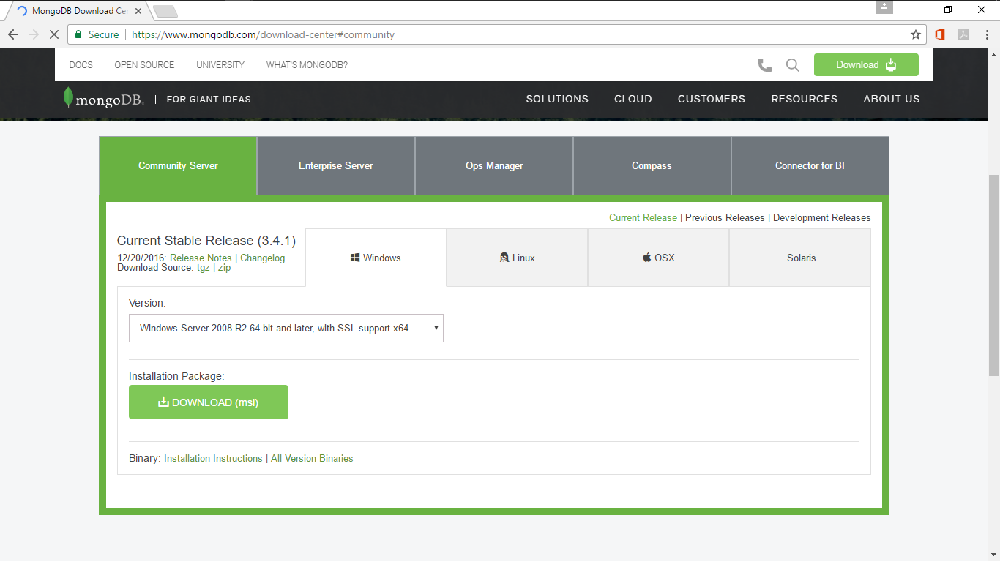 MongoDB Download Cen
Secure https://www.mongodb.com/download-center#community
DOCS OPEN SOURCE UNIVERSITY WHAT'S MONGODB? Download
mongoDB. FOR GIANT IDEAS SOLUTIONS CLOUD CUSTOMERS RESOURCES ABOUT US
Community Server Enterprise Server Ops Manager Compass Connector for BI
Current Release | Previous Releases | Development Releases
Current Stable Release (3.4.1)
12/20/2016: Release Notes | Changelog
Download Source: tgz | zip
Windows Linux OSX Solaris
Version:
Windows Server 2008 R2 64-bit and later, with SSL support x64
Installation Package:
DOWNLOAD (msi)
Binary: Installation Instructions | All Version Binaries